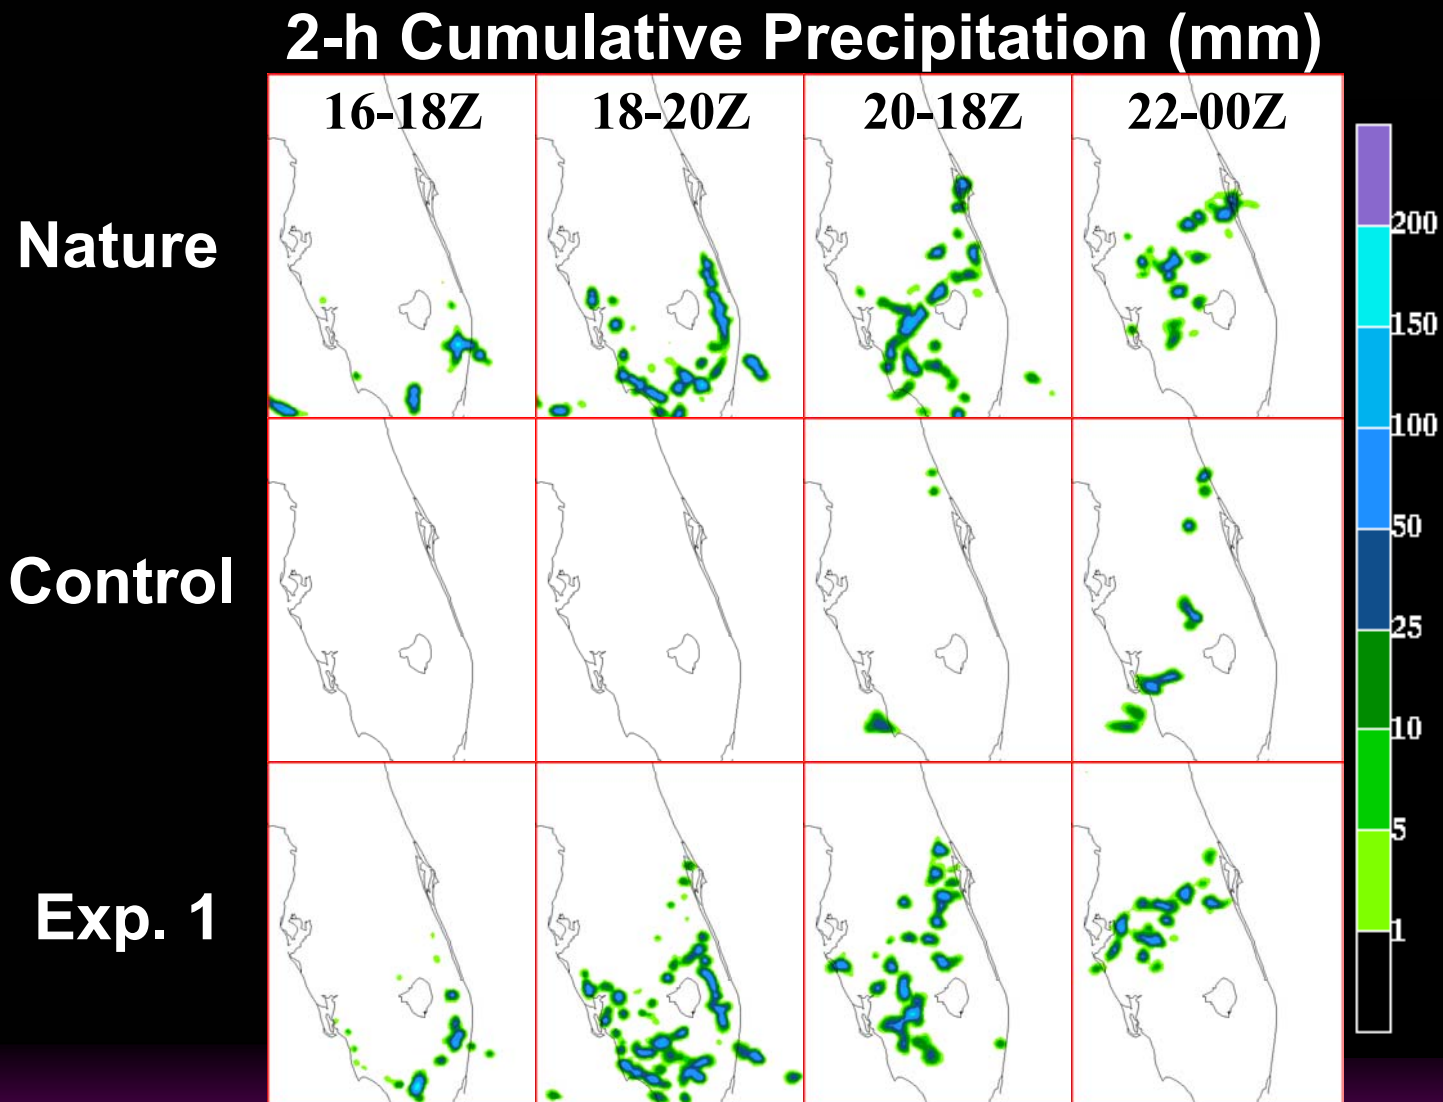 2-h Cumulative Precipitation (mm)
16-18Z 18-20Z 20-18Z 22-00Z
Nature
Control
Exp. 1
200
150
100
50
25
10
5
1